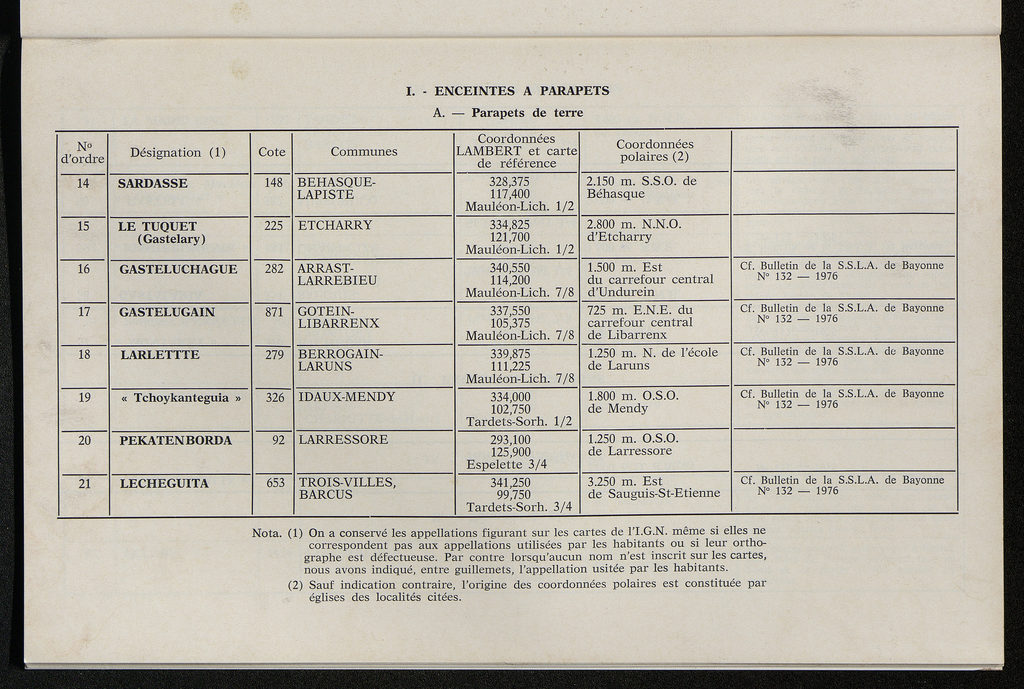 I. - ENCEINTES A PARAPETS
A. — Parapets de terre
N° d'ordre Désignation (1) Cote Communes Coordonnées LAMBERT et carte de référence Coordonnées polaires (2)
14 SARDASSE 148 BEHASQUE- 328,375 2.150 m. S.S.O. de
LAPISTE 117,400 Béhasque
Mauléon-Lich. 1/2
15 LE TUQUET 225 ETCHARRY 334,825 2.800 m. N.N.O.
(Gastelary) 121,700 d'Etcharry
Mauléon-Lich. 1/2
16 GASTELUCHAGUE 282 ARRAST- 340,550 1.500 m. Est Cf. Bulletin de la S.S.L.A. de Bayonne
LARREBIEU 114,200 du carrefour central N° 132 — 1976
Mauléon-Lich. 7/8 d'Undurein
17 GASTELUGAIN 871 GOTEIN- 337,550 725 m. E.N.E. du Cf. Bulletin de la S.S.L.A. de Bayonne
LIBARRENX 105,375 carrefour central N° 132 — 1976
Mauléon-Lich. 7/8 de Libarrenx
18 LARLETTTE 279 BERROGAIN- 339,875 1.250 m. N. de l'école Cf. Bulletin de la S.S.L.A. de Bayonne
LARUNS 111,225 de Laruns N° 132 — 1976
Mauléon-Lich. 7/8
19 « Tchoykanteguia » 326 IDAUX-MENDY 334,000 1.800 m. O.S.O. Cf. Bulletin de la S.S.L.A. de Bayonne
102,750 de Mendy N° 132 — 1976
Tardets-Sorh. 1/2
20 PEKATENBORDA 92 LARRESSORE 293,100 1.250 m. O.S.O.
125,900 de Larressore
Espelette 3/4
21 LECHEGUITA 653 TROIS-VILLES, 341,250 3.250 m. Est Cf. Bulletin de la S.S.L.A. de Bayonne
BARCUS 99,750 de Sauguis-St-Etienne N° 132 — 1976
Tardets-Sorh. 3/4
Nota. (1) On a conservé les appellations figurant sur les cartes de l'I.G.N. même si elles ne
correspondent pas aux appellations utilisées par les habitants ou si leur ortho-
graphe est défectueuse. Par contre lorsqu'aucun nom n'est inscrit sur les cartes,
nous avons indiqué, entre guillemets, l'appellation usitée par les habitants.
(2) Sauf indication contraire, l'origine des coordonnées polaires est constituée par
églises des localités citées.